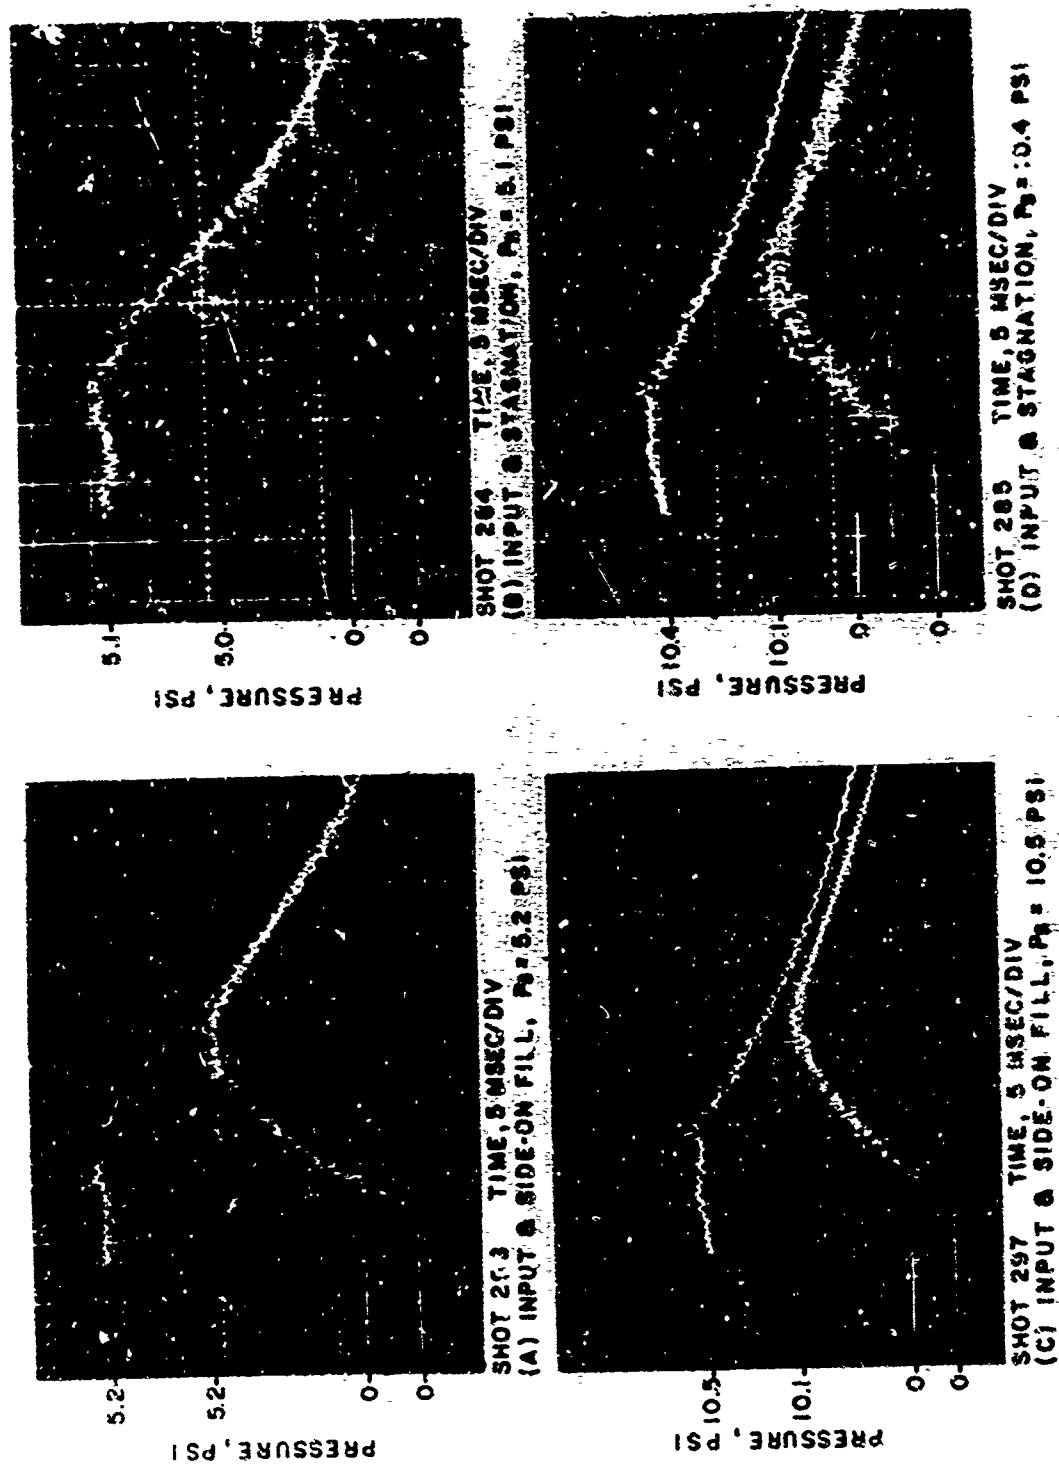 PRESSURE, PSI
5.2
5.2
0
0
TIME, 5 MSEC/DIV
(A) INPUT & SIDE-ON FILL, = 5.2 PSI
PRESSURE, PSI
5.1
5.0
0
0
SHOT 284 TIME, 5 MSEC/DIV
(B) INPUT & STAGNATION, = 5.1 PSI
PRESSURE, PSI
10.5
10.1
0
0
SHOT 297 TIME, 5 MSEC/DIV
(C) INPUT & SIDE-ON FILL, = 10.5 PSI
PRESSURE, PSI
10.4
10.1
0
0
SHOT 285 TIME, 5 MSEC/DIV
(D) INPUT & STAGNATION, = 10.4 PSI